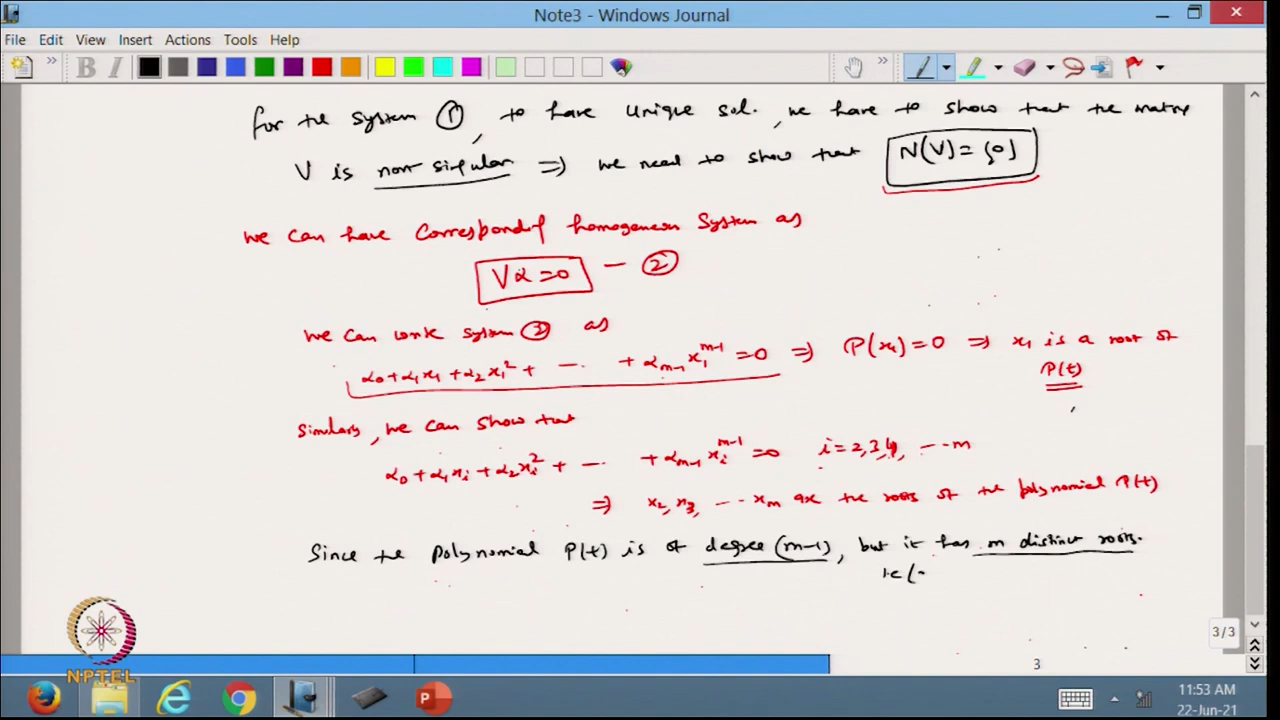 Note3 - Windows Journal
File Edit View Insert Actions Tools Help
for the system ①, to have unique sol., we have to show that the matrix
V is non singular ⇒ we need to show that N(V) = {0}
We can have corresponding homogeneous system as
Vα = 0 — ②
We can write system ② as
α₀ + α₁x₁ + α₂x₁² + --- + αₘ₋₁x₁ᵐ⁻¹ = 0 ⇒ P(x₁) = 0 ⇒ x₁ is a root of
P(t)
Similarly, we can show that
α₀ + α₁xᵢ + α₂xᵢ² + --- + αₘ₋₁xᵢᵐ⁻¹ = 0 i = 2,3,4, --- m
⇒ x₂, x₃, --- xₘ are the roots of the polynomial P(t)
Since the polynomial P(t) is of degree (m-1), but it has m distinct roots.
i.e (
3/3
3
NPTEL
11:53 AM
22-Jun-21